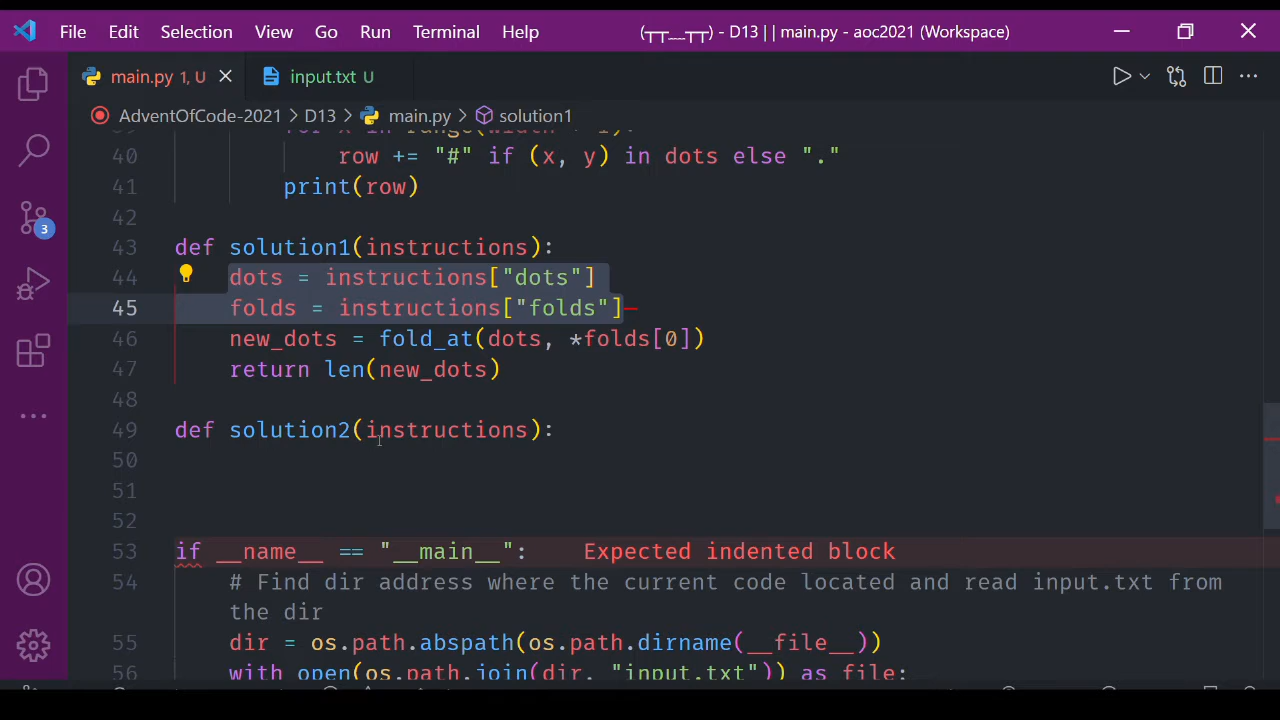 File Edit Selection View Go Run Terminal Help (┬┬__┬┬) - D13 | | main.py - aoc2021 (Workspace)
main.py 1, U input.txt U
AdventOfCode-2021 > D13 > main.py > solution1
40 row += "#" if (x, y) in dots else "."
41 print(row)
42
43 def solution1(instructions):
44 dots = instructions["dots"]
45 folds = instructions["folds"]
46 new_dots = fold_at(dots, *folds[0])
47 return len(new_dots)
48
49 def solution2(instructions):
50
51
52
53 if __name__ == "__main__": Expected indented block
54 # Find dir address where the current code located and read input.txt from
the dir
55 dir = os.path.abspath(os.path.dirname(__file__))
56 with open(os.path.join(dir, "input.txt")) as file:
3